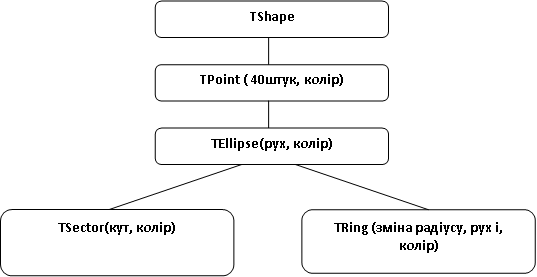 TShape
TPoint ( 40штук, колір)
TEllipse(рух, колір)
TSector(кут, колір)
TRing (зміна радіусу, рух і,
колір)